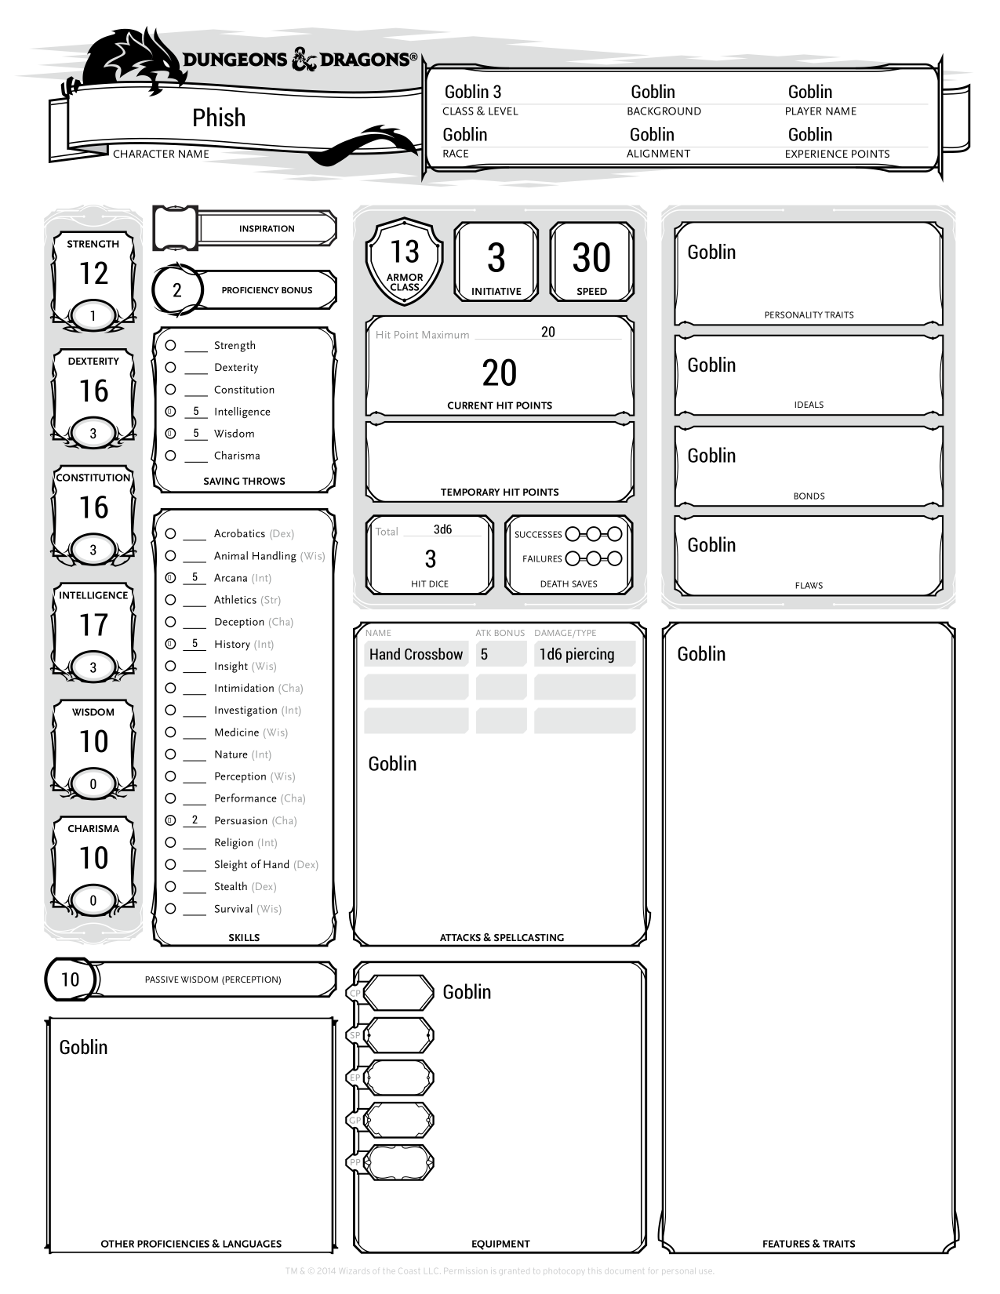 DUNGEONS & DRAGONS®
Phish
CHARACTER NAME
Goblin 3 Goblin Goblin
CLASS & LEVEL BACKGROUND PLAYER NAME
Goblin Goblin Goblin
RACE ALIGNMENT EXPERIENCE POINTS
STRENGTH
12
1
DEXTERITY
16
3
CONSTITUTION
16
3
INTELLIGENCE
17
3
WISDOM
10
0
CHARISMA
10
0
INSPIRATION
2 PROFICIENCY BONUS
Strength
Dexterity
Constitution
5 Intelligence
5 Wisdom
Charisma
SAVING THROWS
Acrobatics (Dex)
Animal Handling (Wis)
5 Arcana (Int)
Athletics (Str)
Deception (Cha)
5 History (Int)
Insight (Wis)
Intimidation (Cha)
Investigation (Int)
Medicine (Wis)
Nature (Int)
Perception (Wis)
Performance (Cha)
2 Persuasion (Cha)
Religion (Int)
Sleight of Hand (Dex)
Stealth (Dex)
Survival (Wis)
SKILLS
10 PASSIVE WISDOM (PERCEPTION)
Goblin
OTHER PROFICIENCIES & LANGUAGES
13
ARMOR
CLASS
3
INITIATIVE
30
SPEED
Hit Point Maximum 20
20
CURRENT HIT POINTS
TEMPORARY HIT POINTS
Total 3d6
3
HIT DICE
SUCCESSES
FAILURES
DEATH SAVES
NAME ATK BONUS DAMAGE/TYPE
Hand Crossbow 5 1d6 piercing
Goblin
ATTACKS & SPELLCASTING
CP
SP
EP
GP
PP
Goblin
EQUIPMENT
Goblin
PERSONALITY TRAITS
Goblin
IDEALS
Goblin
BONDS
Goblin
FLAWS
Goblin
FEATURES & TRAITS
TM & © 2014 Wizards of the Coast LLC. Permission is granted to photocopy this document for personal use.